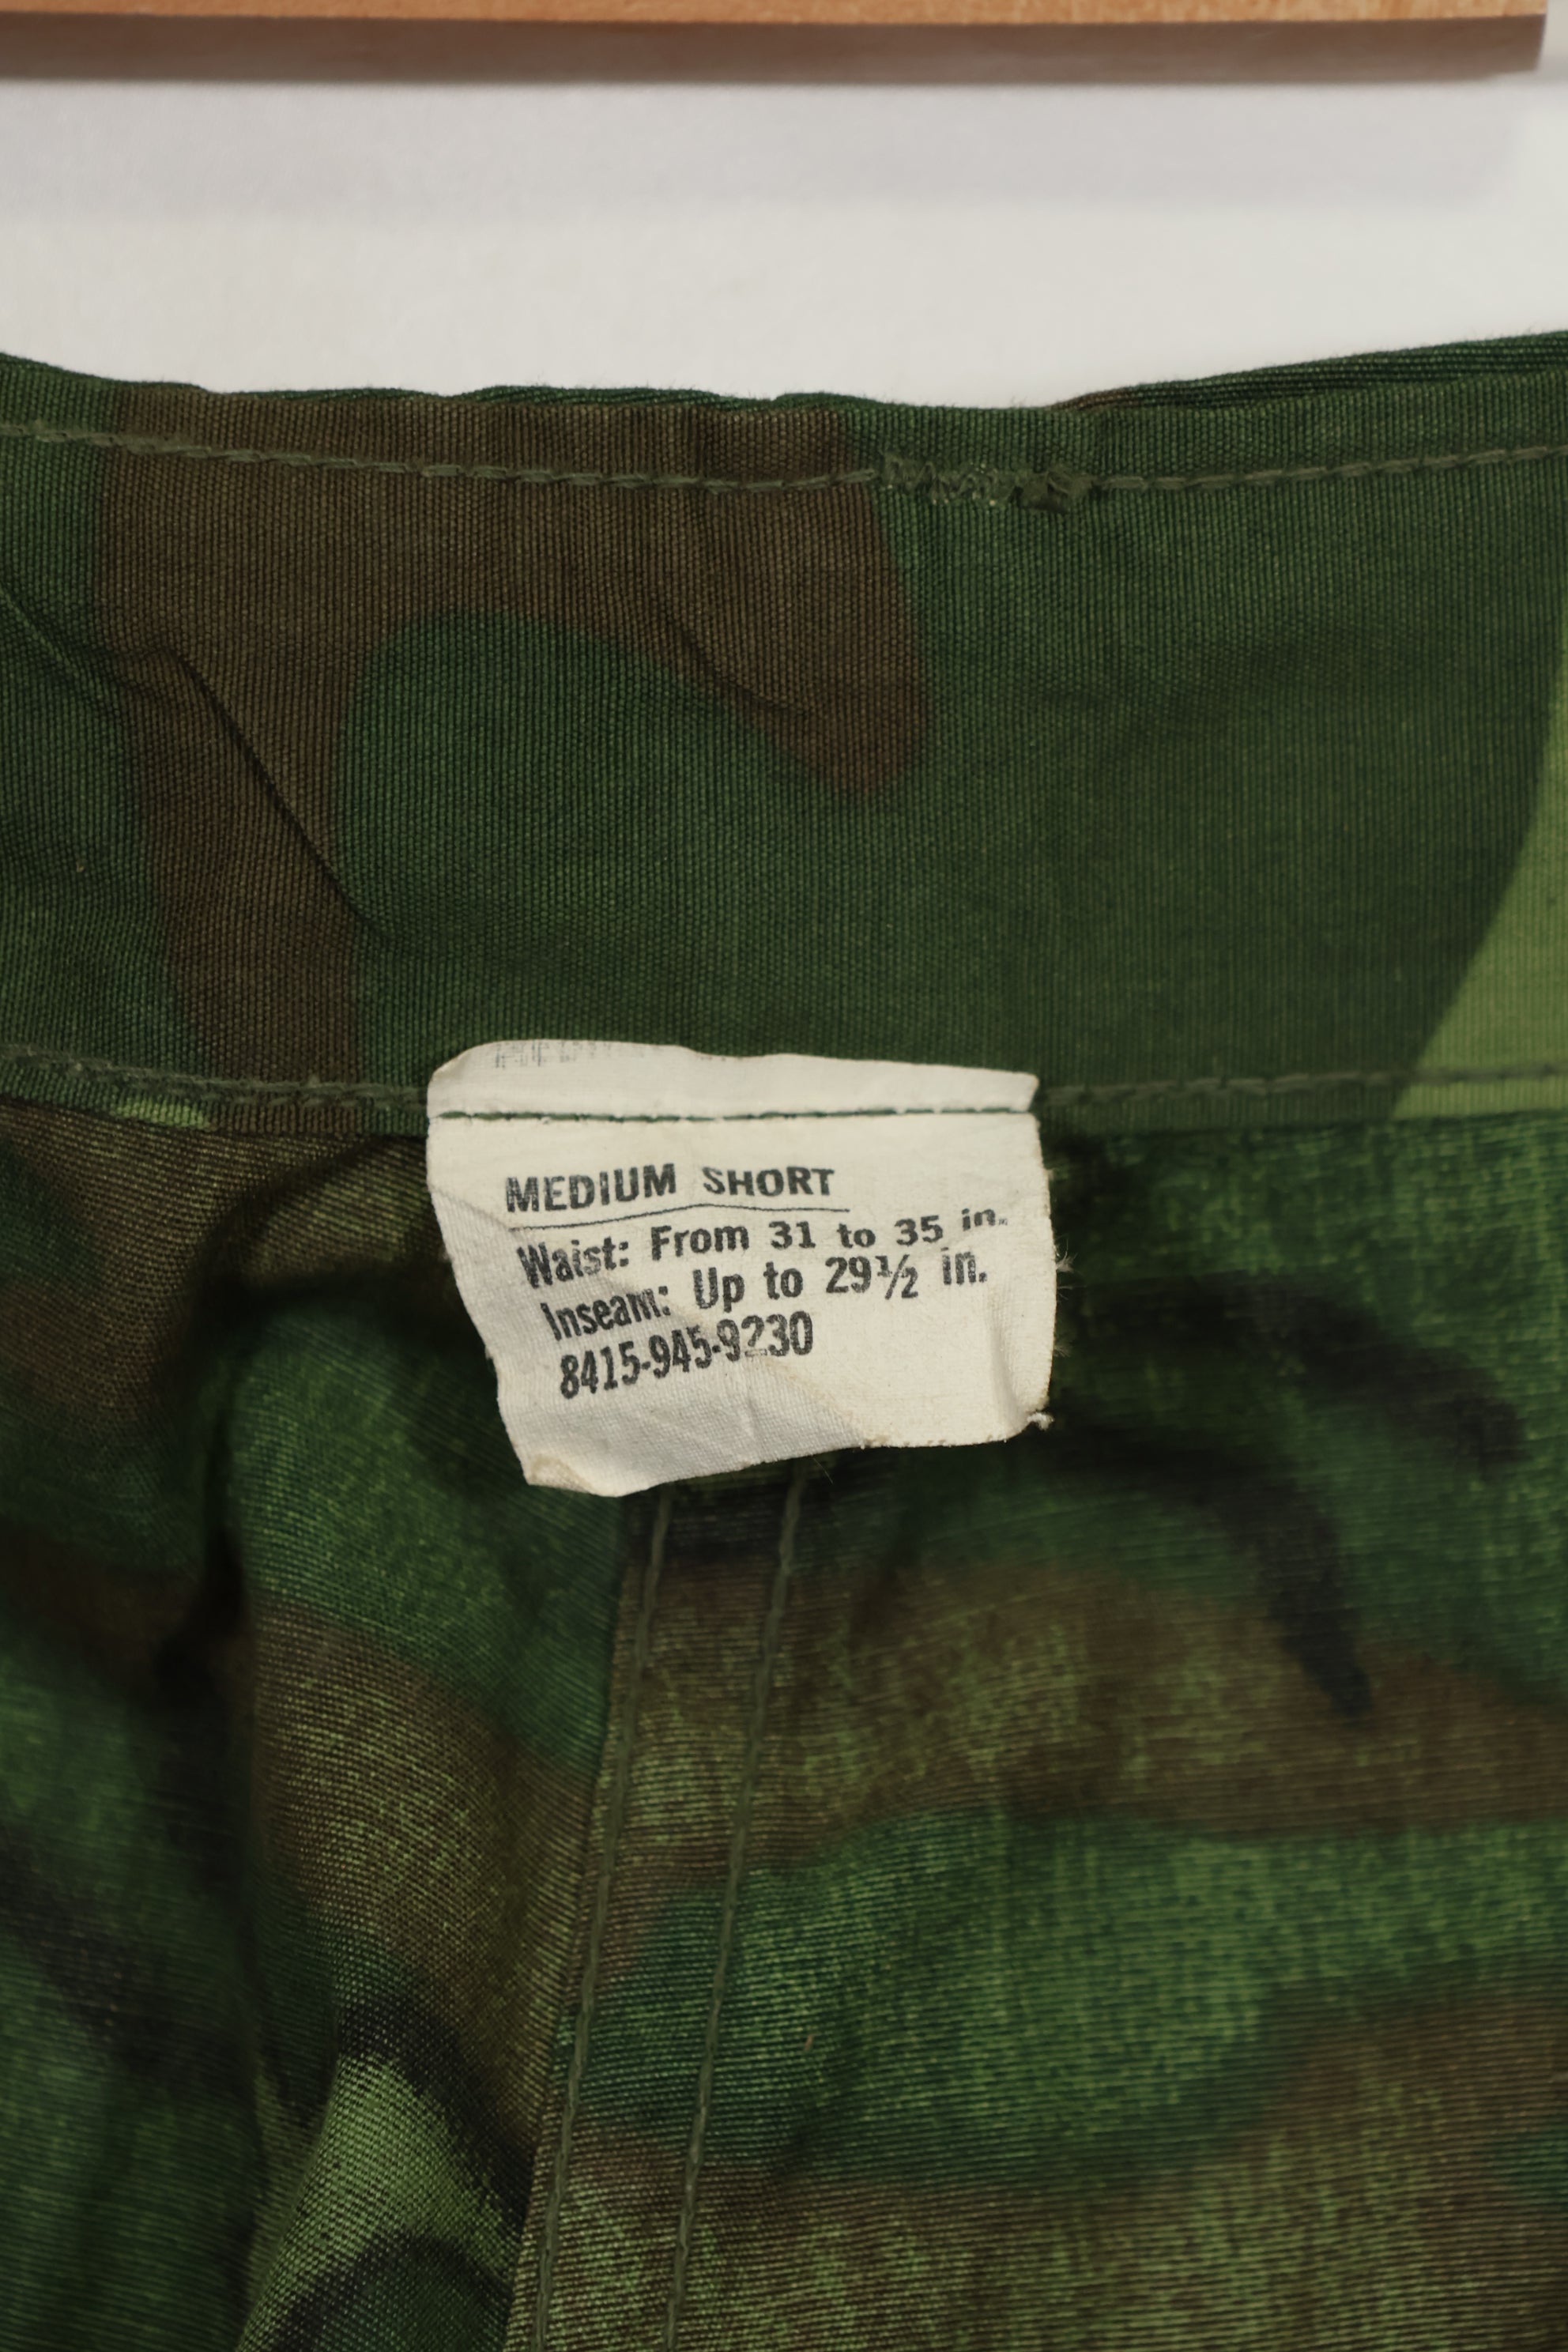 MEDIUM SHORT
Waist: From 31 to 35 in.
Inseam: Up to 29½ in.
8415-945-9230